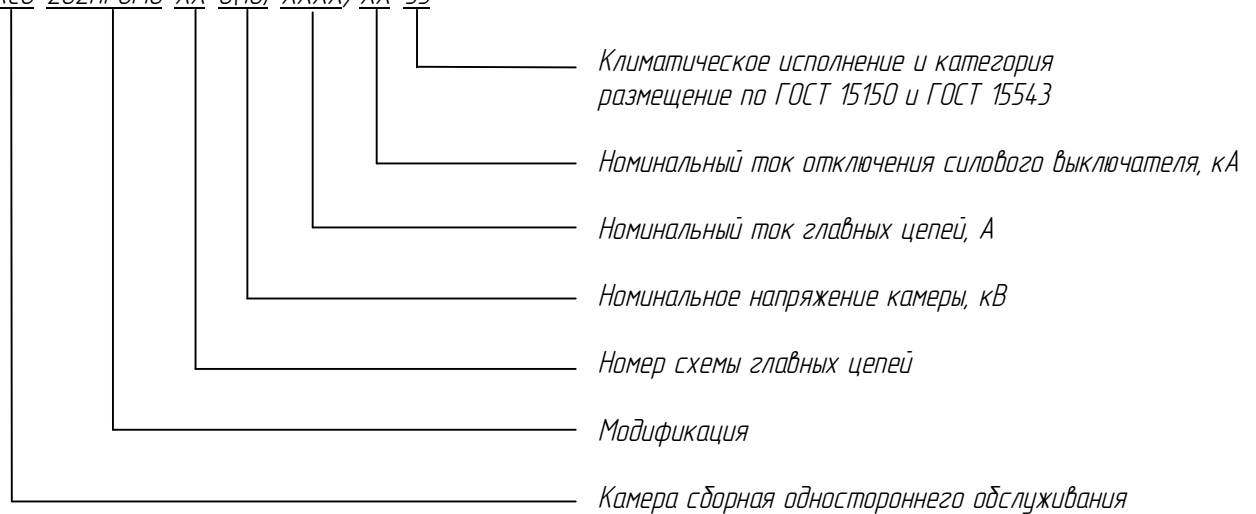 Климатическое исполнение и категория
размещение по ГОСТ 15150 и ГОСТ 15543
Номинальный ток отключения силового выключателя, кА
Номинальный ток главных цепей, А
Номинальное напряжение камеры, кВ
Номер схемы главных цепей
Модификация
Камера сборная одностороннего обслуживания